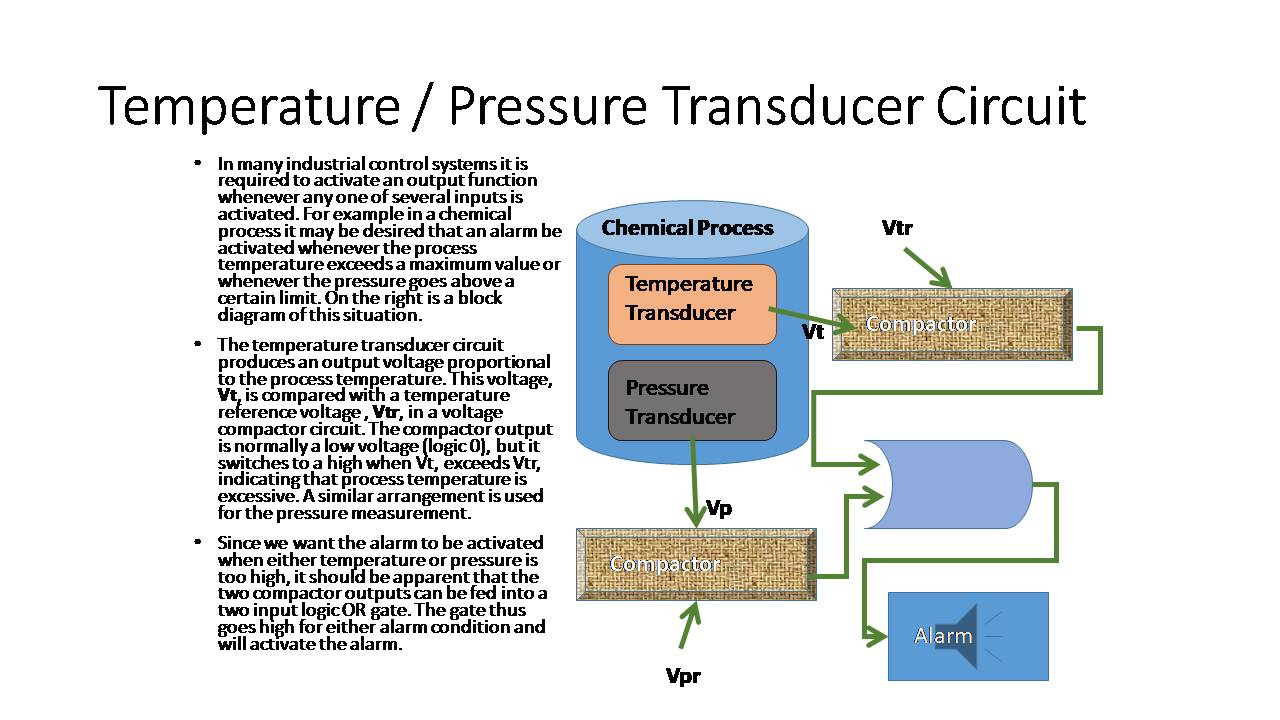 Temperature / Pressure Transducer Circuit
• In many industrial control systems it is
required to activate an output function
whenever any one of several inputs is
activated. For example in a chemical
process it may be desired that an alarm be
activated whenever the process
temperature exceeds a maximum value or
whenever the pressure goes above a
certain limit. On the right is a block
diagram of this situation.
• The temperature transducer circuit
produces an output voltage proportional
to the process temperature. This voltage,
Vt, is compared with a temperature
reference voltage , Vtr, in a voltage
compactor circuit. The compactor output
is normally a low voltage (logic 0), but it
switches to a high when Vt, exceeds Vtr,
indicating that process temperature is
excessive. A similar arrangement is used
for the pressure measurement.
• Since we want the alarm to be activated
when either temperature or pressure is
too high, it should be apparent that the
two compactor outputs can be fed into a
two input logic OR gate. The gate thus
goes high for either alarm condition and
will activate the alarm.
Chemical Process
Temperature
Transducer
Pressure
Transducer
Vtr
Vt
Compactor
Vp
Compactor
Vpr
Alarm